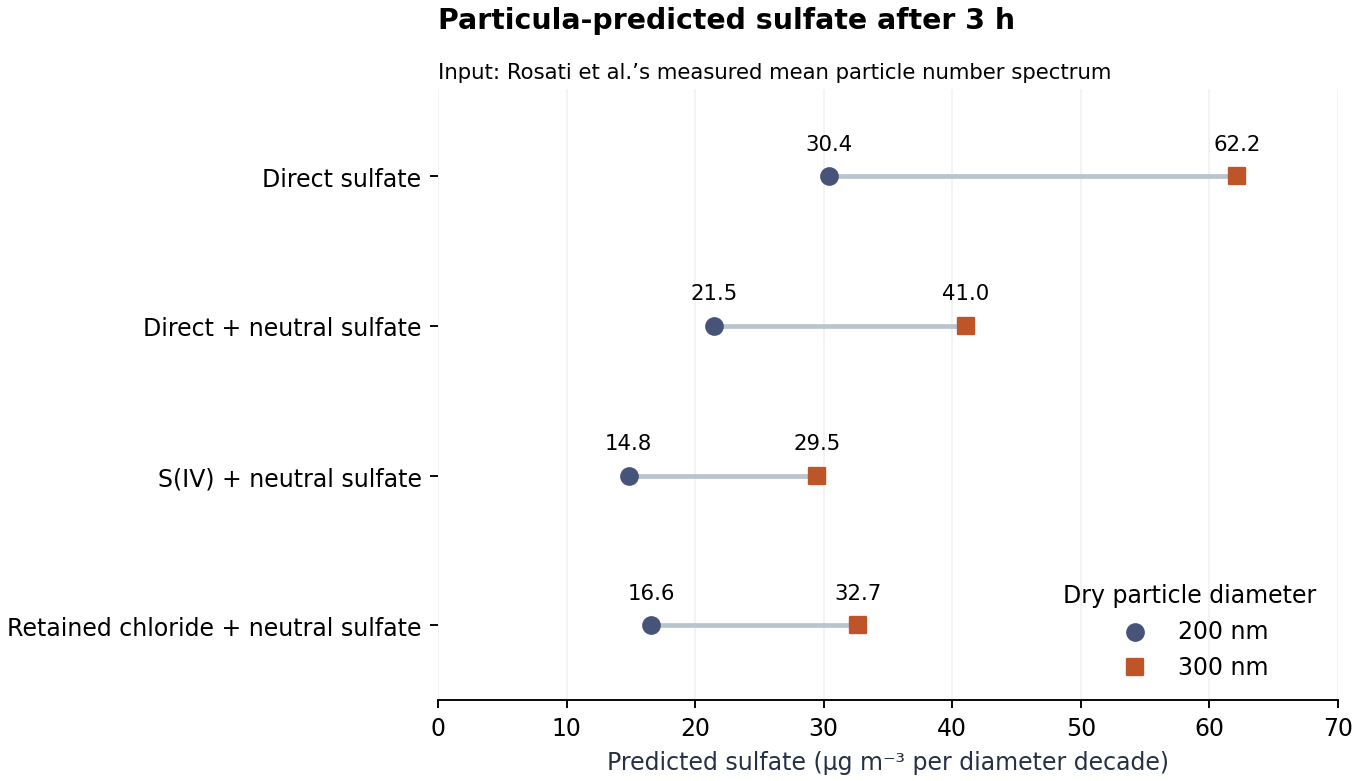 Particula-predicted sulfate after 3 h
Input: Rosati et al.’s measured mean particle number spectrum
30.4
62.2
Direct sulfate
21.5
41.0
Direct + neutral sulfate
14.8
29.5
S(IV) + neutral sulfate
16.6
32.7
Retained chloride + neutral sulfate
Dry particle diameter
200 nm
300 nm
0 10 20 30 40 50 60 70
Predicted sulfate (µg m⁻³ per diameter decade)